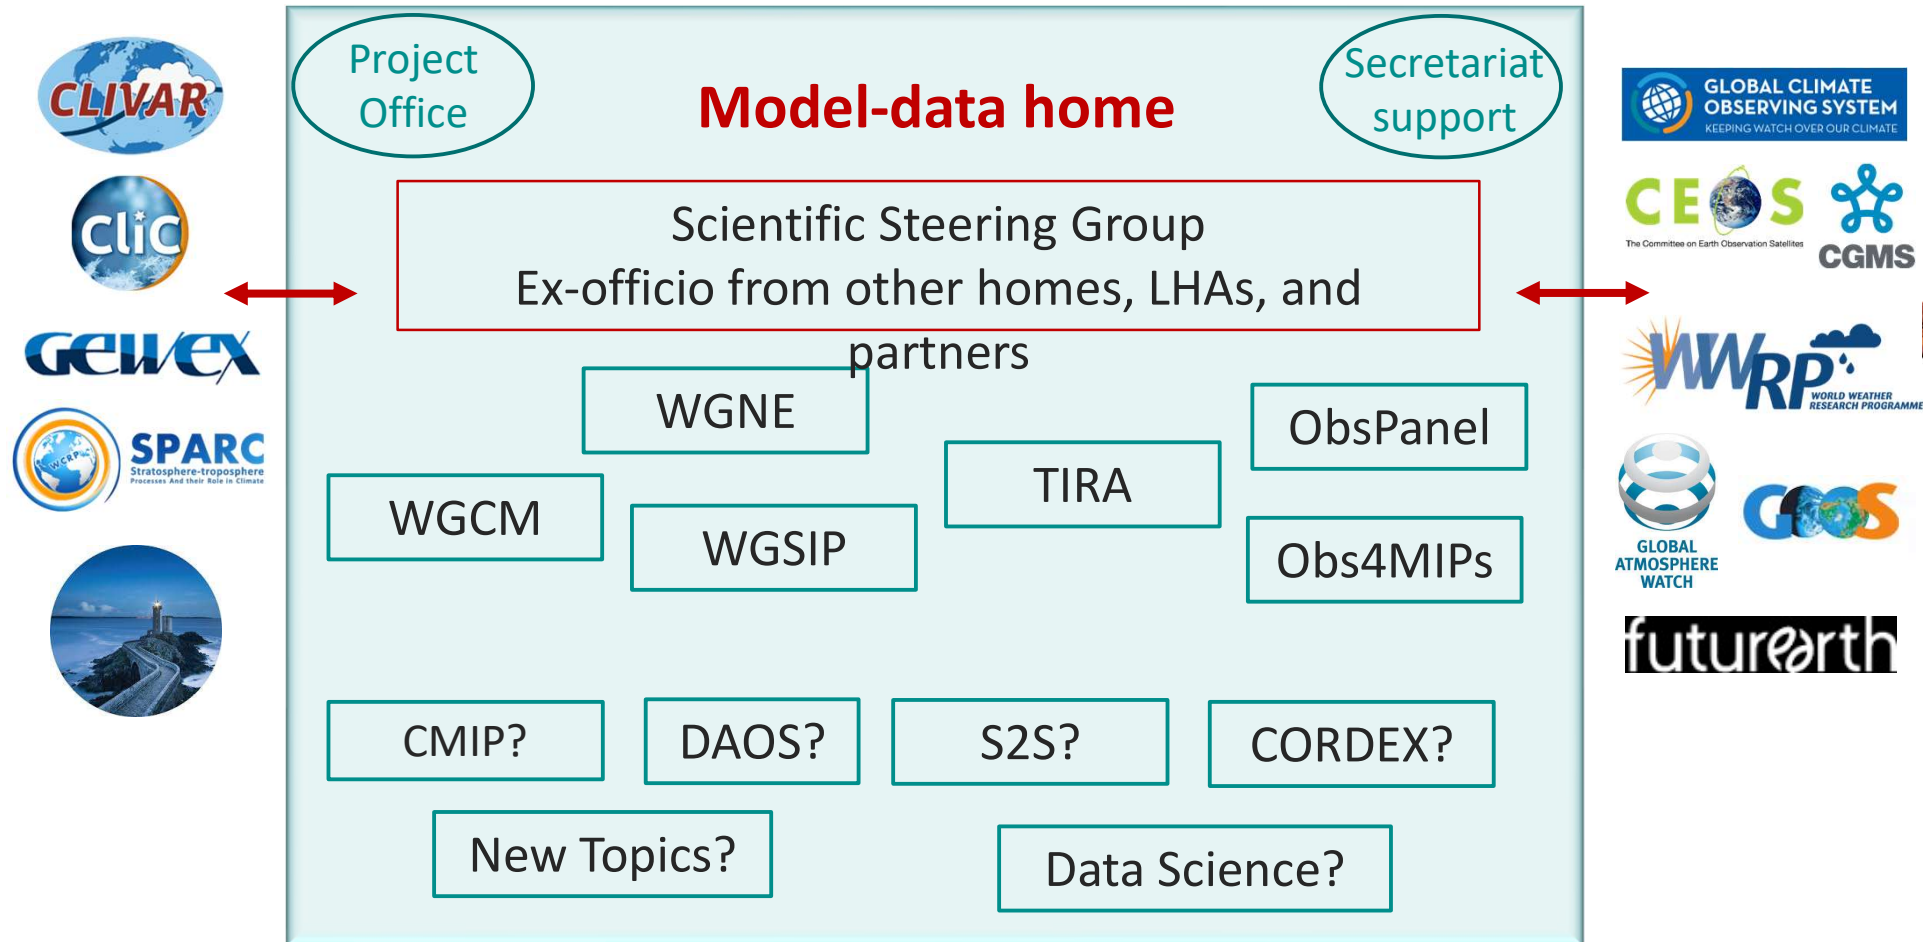 Project
Office
Model-data home
Secretariat
support
Scientific Steering Group
Ex-officio from other homes, LHAs, and
partners
WGNE
ObsPanel
TIRA
WGCM
WGSIP
Obs4MIPs
CMIP?
DAOS?
S2S?
CORDEX?
New Topics?
Data Science?
CLIVAR
clic
GEWEX
WCRP
SPARC
Stratosphere-troposphere
Processes And their Role in Climate
GLOBAL CLIMATE
OBSERVING SYSTEM
KEEPING WATCH OVER OUR CLIMATE
CEOS
The Committee on Earth Observation Satellites
CGMS
WWRP
WORLD WEATHER
RESEARCH PROGRAMME
GLOBAL
ATMOSPHERE
WATCH
GOOS
futurearth